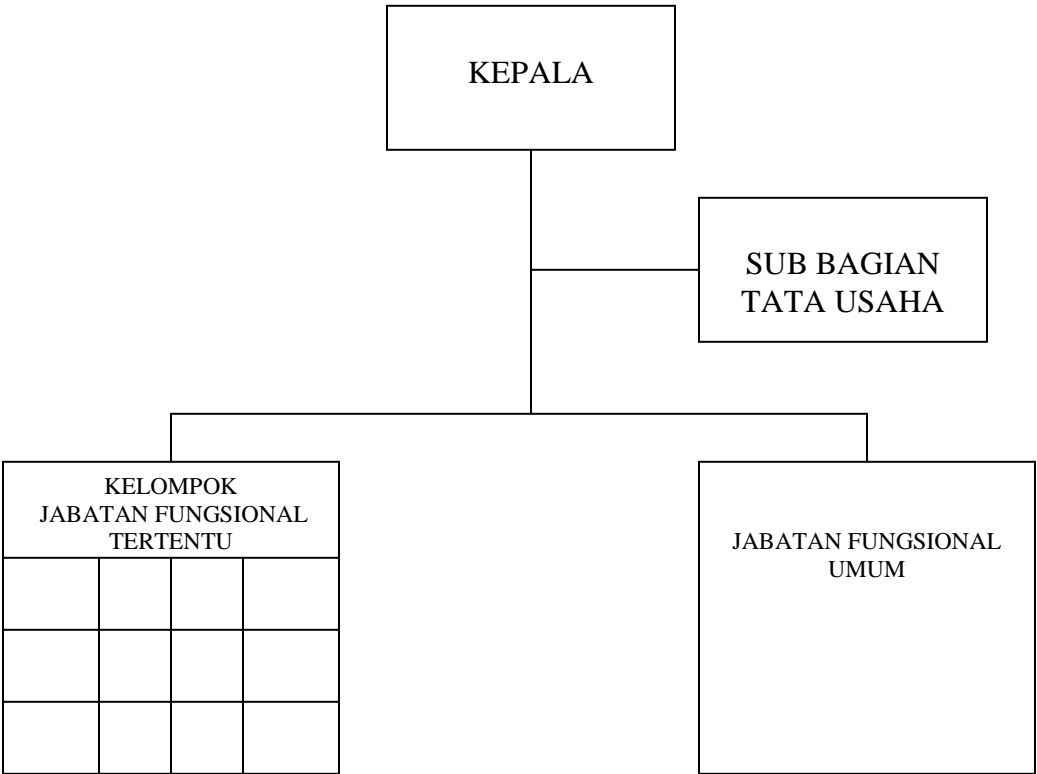 KEPALA
SUB BAGIAN
TATA USAHA
KELOMPOK
JABATAN FUNGSIONAL
TERTENTU
JABATAN FUNGSIONAL
UMUM